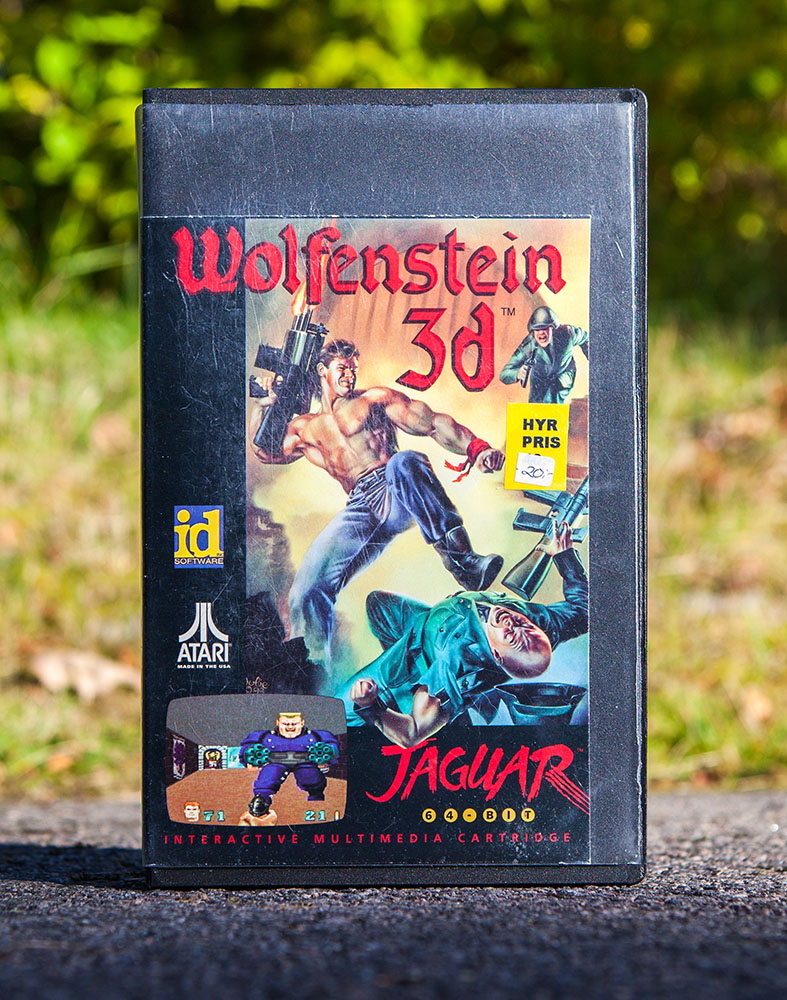 Wolfenstein
3d™
HYR
PRIS
20:-
id
SOFTWARE
ATARI
MADE IN THE USA
71
21
JAGUAR™
64-BIT
INTERACTIVE MULTIMEDIA CARTRIDGE